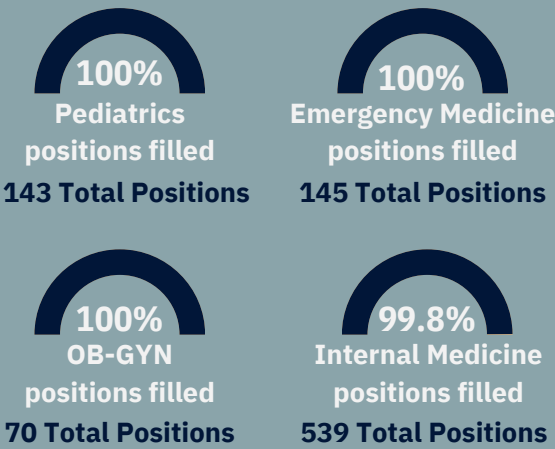 100%
Pediatrics
positions filled
143 Total Positions
100%
Emergency Medicine
positions filled
145 Total Positions
100%
OB-GYN
positions filled
70 Total Positions
99.8%
Internal Medicine
positions filled
539 Total Positions